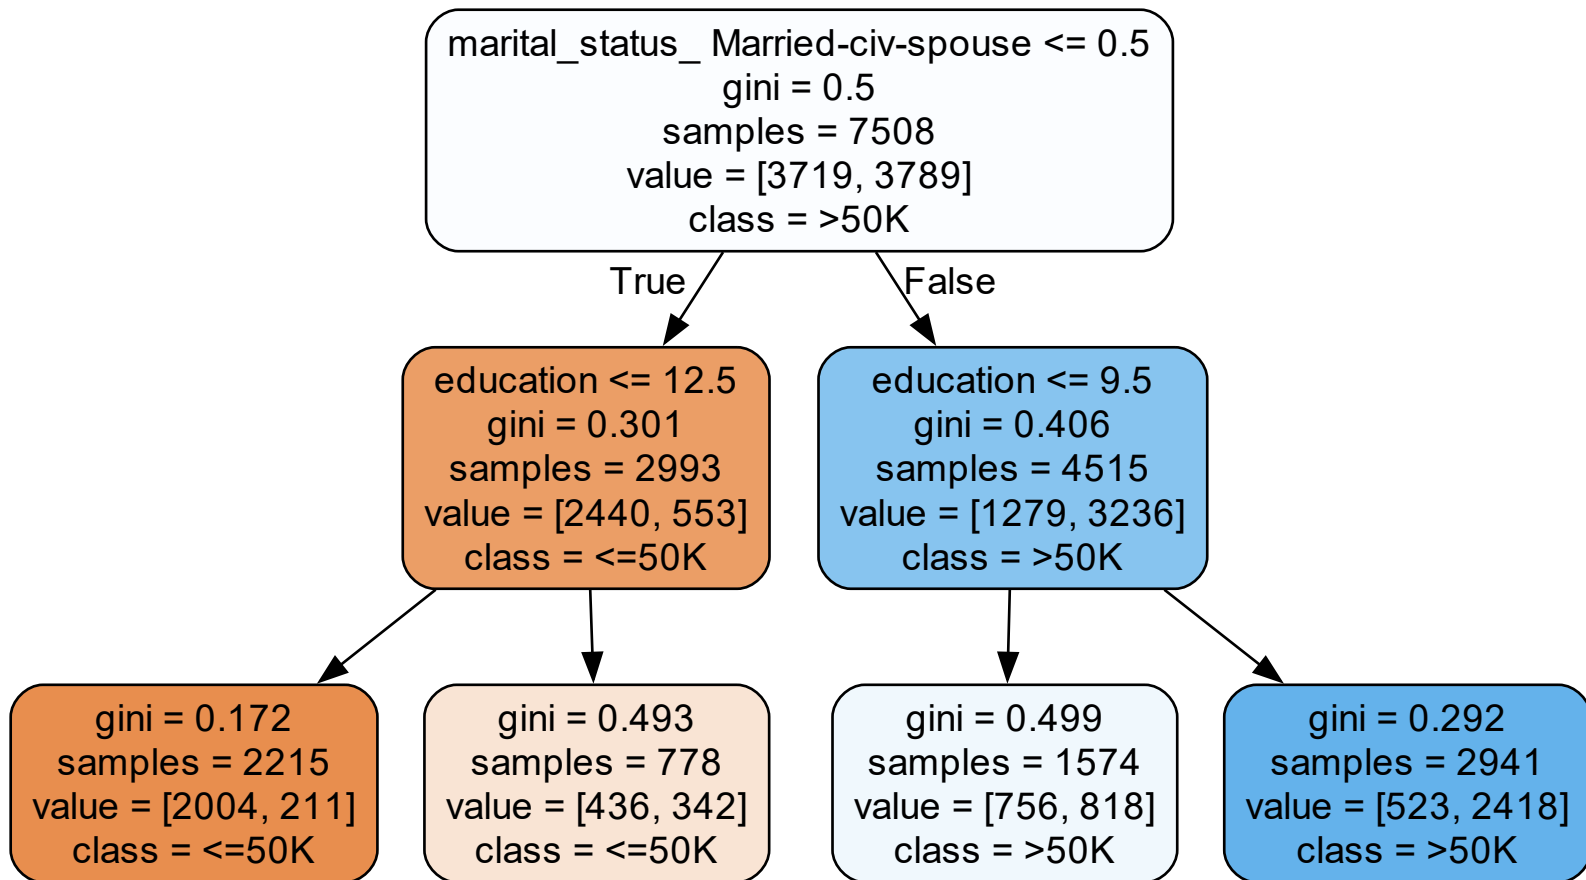 marital_status_ Married-civ-spouse <= 0.5
gini = 0.5
samples = 7508
value = [3719, 3789]
class = >50K
True
False
education <= 12.5
gini = 0.301
samples = 2993
value = [2440, 553]
class = <=50K
education <= 9.5
gini = 0.406
samples = 4515
value = [1279, 3236]
class = >50K
gini = 0.172
samples = 2215
value = [2004, 211]
class = <=50K
gini = 0.493
samples = 778
value = [436, 342]
class = <=50K
gini = 0.499
samples = 1574
value = [756, 818]
class = >50K
gini = 0.292
samples = 2941
value = [523, 2418]
class = >50K